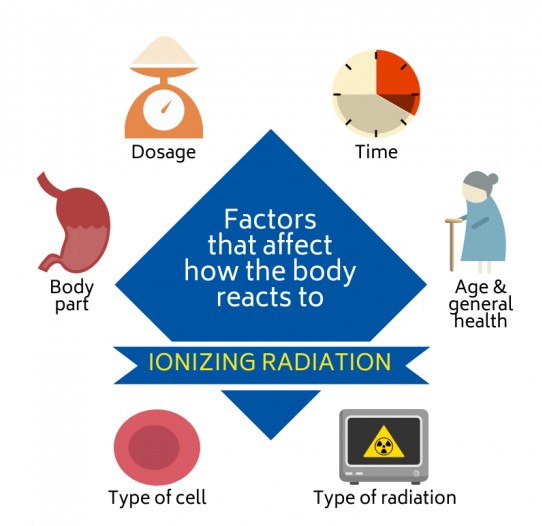 Dosage
Time
Factors
that affect
how the body
reacts to
IONIZING RADIATION
Body
part
Age &
general
health
Type of cell
Type of radiation